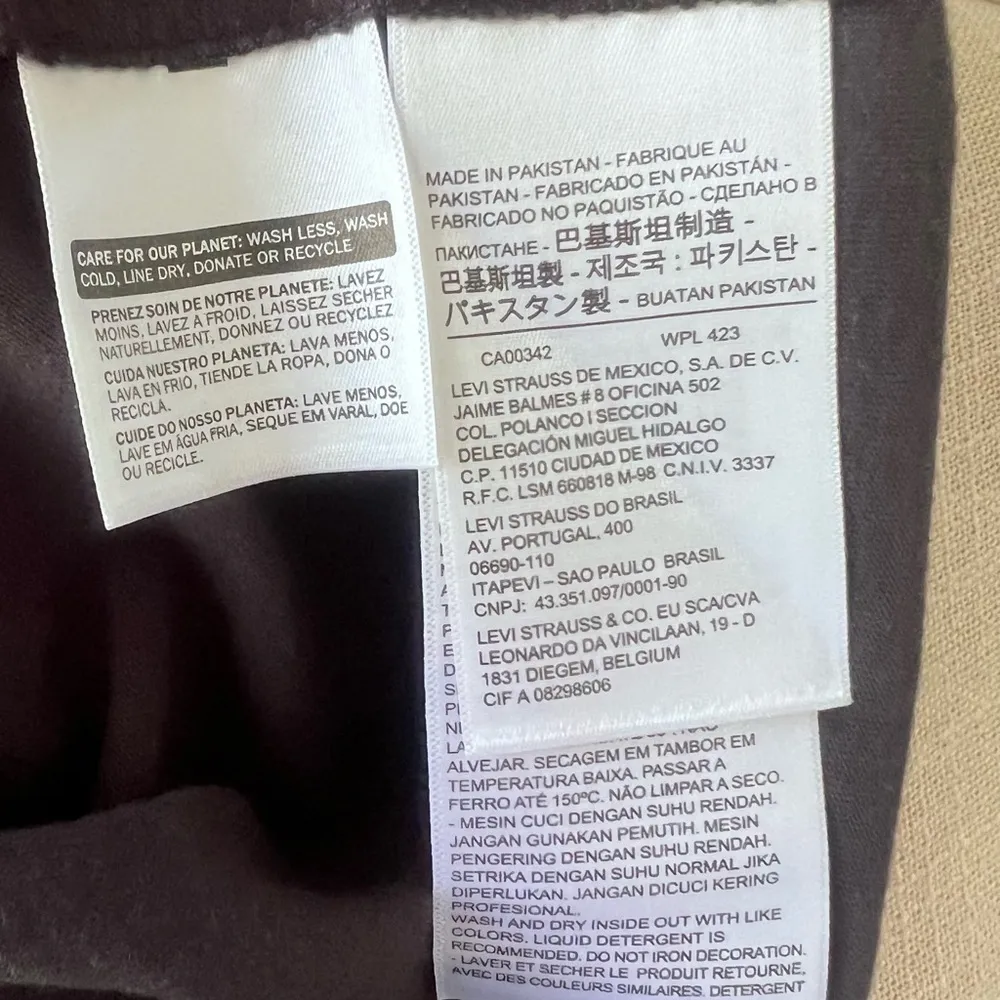 CARE FOR OUR PLANET: WASH LESS, WASH
COLD, LINE DRY, DONATE OR RECYCLE
PRENEZ SOIN DE NOTRE PLANETE: LAVEZ
MOINS, LAVEZ A FROID, LAISSEZ SECHER
NATURELLEMENT, DONNEZ OU RECYCLEZ
CUIDA NUESTRO PLANETA: LAVA MENOS,
LAVA EN FRIO, TIENDE LA ROPA, DONA O
RECICLA.
CUIDE DO NOSSO PLANETA: LAVE MENOS,
LAVE EM ÁGUA FRIA, SEQUE EM VARAL, DOE
OU RECICLE.
MADE IN PAKISTAN - FABRIQUE AU
PAKISTAN - FABRICADO EN PAKISTÁN -
FABRICADO NO PAQUISTÃO - СДЕЛАНО В
ПАКИСТАНЕ - 巴基斯坦制造 -
巴基斯坦製 - 제조국 : 파키스탄 -
パキスタン製 - BUATAN PAKISTAN
CA00342 WPL 423
LEVI STRAUSS DE MEXICO, S.A. DE C.V.
JAIME BALMES # 8 OFICINA 502
COL. POLANCO I SECCION
DELEGACIÓN MIGUEL HIDALGO
C.P. 11510 CIUDAD DE MEXICO
R.F.C. LSM 660818 M-98 C.N.I.V. 3337
LEVI STRAUSS DO BRASIL
AV. PORTUGAL, 400
06690-110
ITAPEVI – SAO PAULO BRASIL
CNPJ: 43.351.097/0001-90
LEVI STRAUSS & CO. EU SCA/CVA
LEONARDO DA VINCILAAN, 19 - D
1831 DIEGEM, BELGIUM
CIF A 08298606
ALVEJAR. SECAGEM EM TAMBOR EM
TEMPERATURA BAIXA. PASSAR A
FERRO ATÉ 150°C. NÃO LIMPAR A SECO.
- MESIN CUCI DENGAN SUHU RENDAH.
JANGAN GUNAKAN PEMUTIH. MESIN
PENGERING DENGAN SUHU RENDAH.
SETRIKA DENGAN SUHU NORMAL JIKA
DIPERLUKAN. JANGAN DICUCI KERING
PROFESIONAL.
WASH AND DRY INSIDE OUT WITH LIKE
COLORS. LIQUID DETERGENT IS
RECOMMENDED. DO NOT IRON DECORATION.
- LAVER ET SECHER LE PRODUIT RETOURNE,
AVEC DES COULEURS SIMILAIRES. DETERGENT